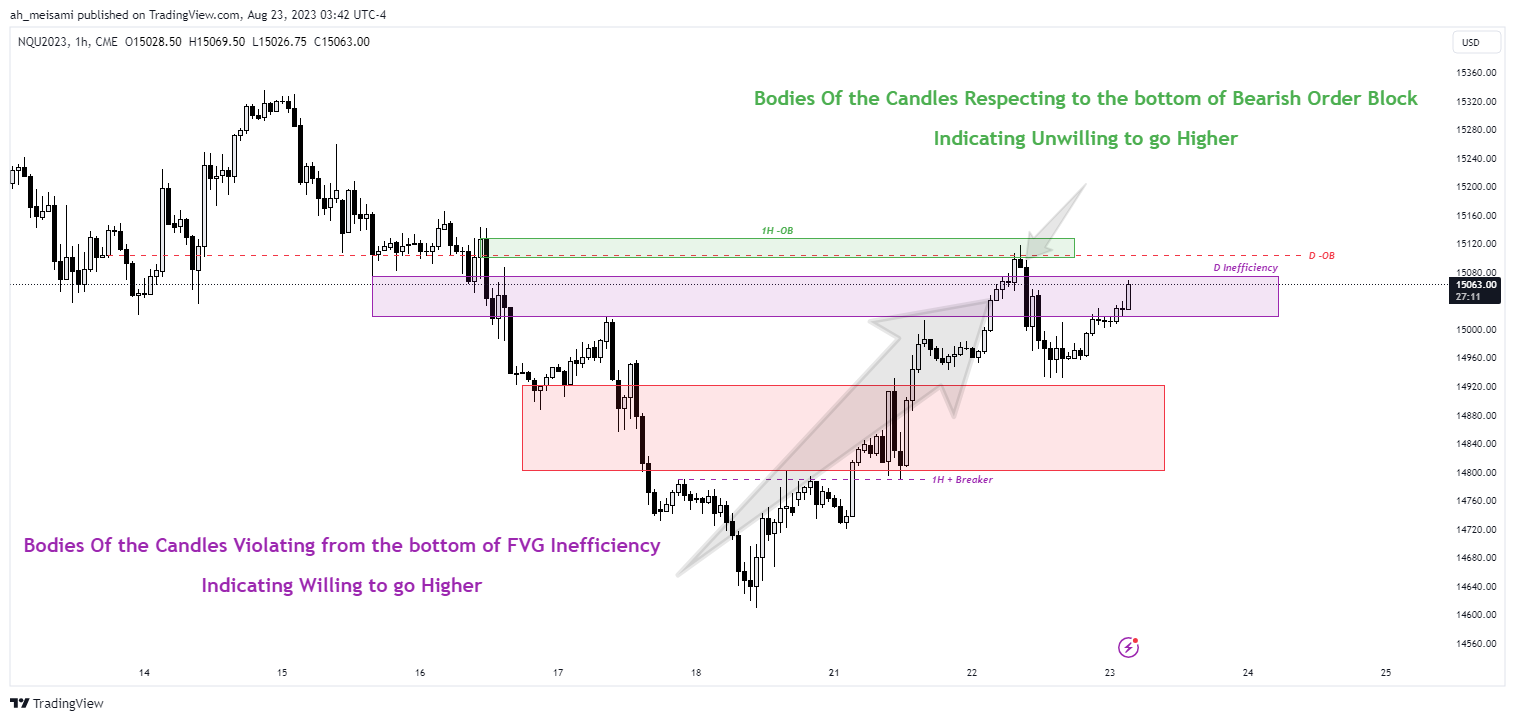 ah_meisami published on TradingView.com, Aug 23, 2023 03:42 UTC-4
NQU2023, 1h, CME O15028.50 H15069.50 L15026.75 C15063.00
USD
15360.00
Bodies Of the Candles Respecting to the bottom of Bearish Order Block
15320.00
15280.00
Indicating Unwilling to go Higher
15240.00
15200.00
15160.00
1H -OB
15120.00
D -OB
D Inefficiency
15080.00
15063.00
27:11
15000.00
14960.00
14920.00
14880.00
14840.00
14800.00
1H + Breaker
14760.00
14720.00
Bodies Of the Candles Violating from the bottom of FVG Inefficiency
14680.00
Indicating Willing to go Higher
14640.00
14600.00
14560.00
14 15 16 17 18 21 22 23 24 25
TradingView